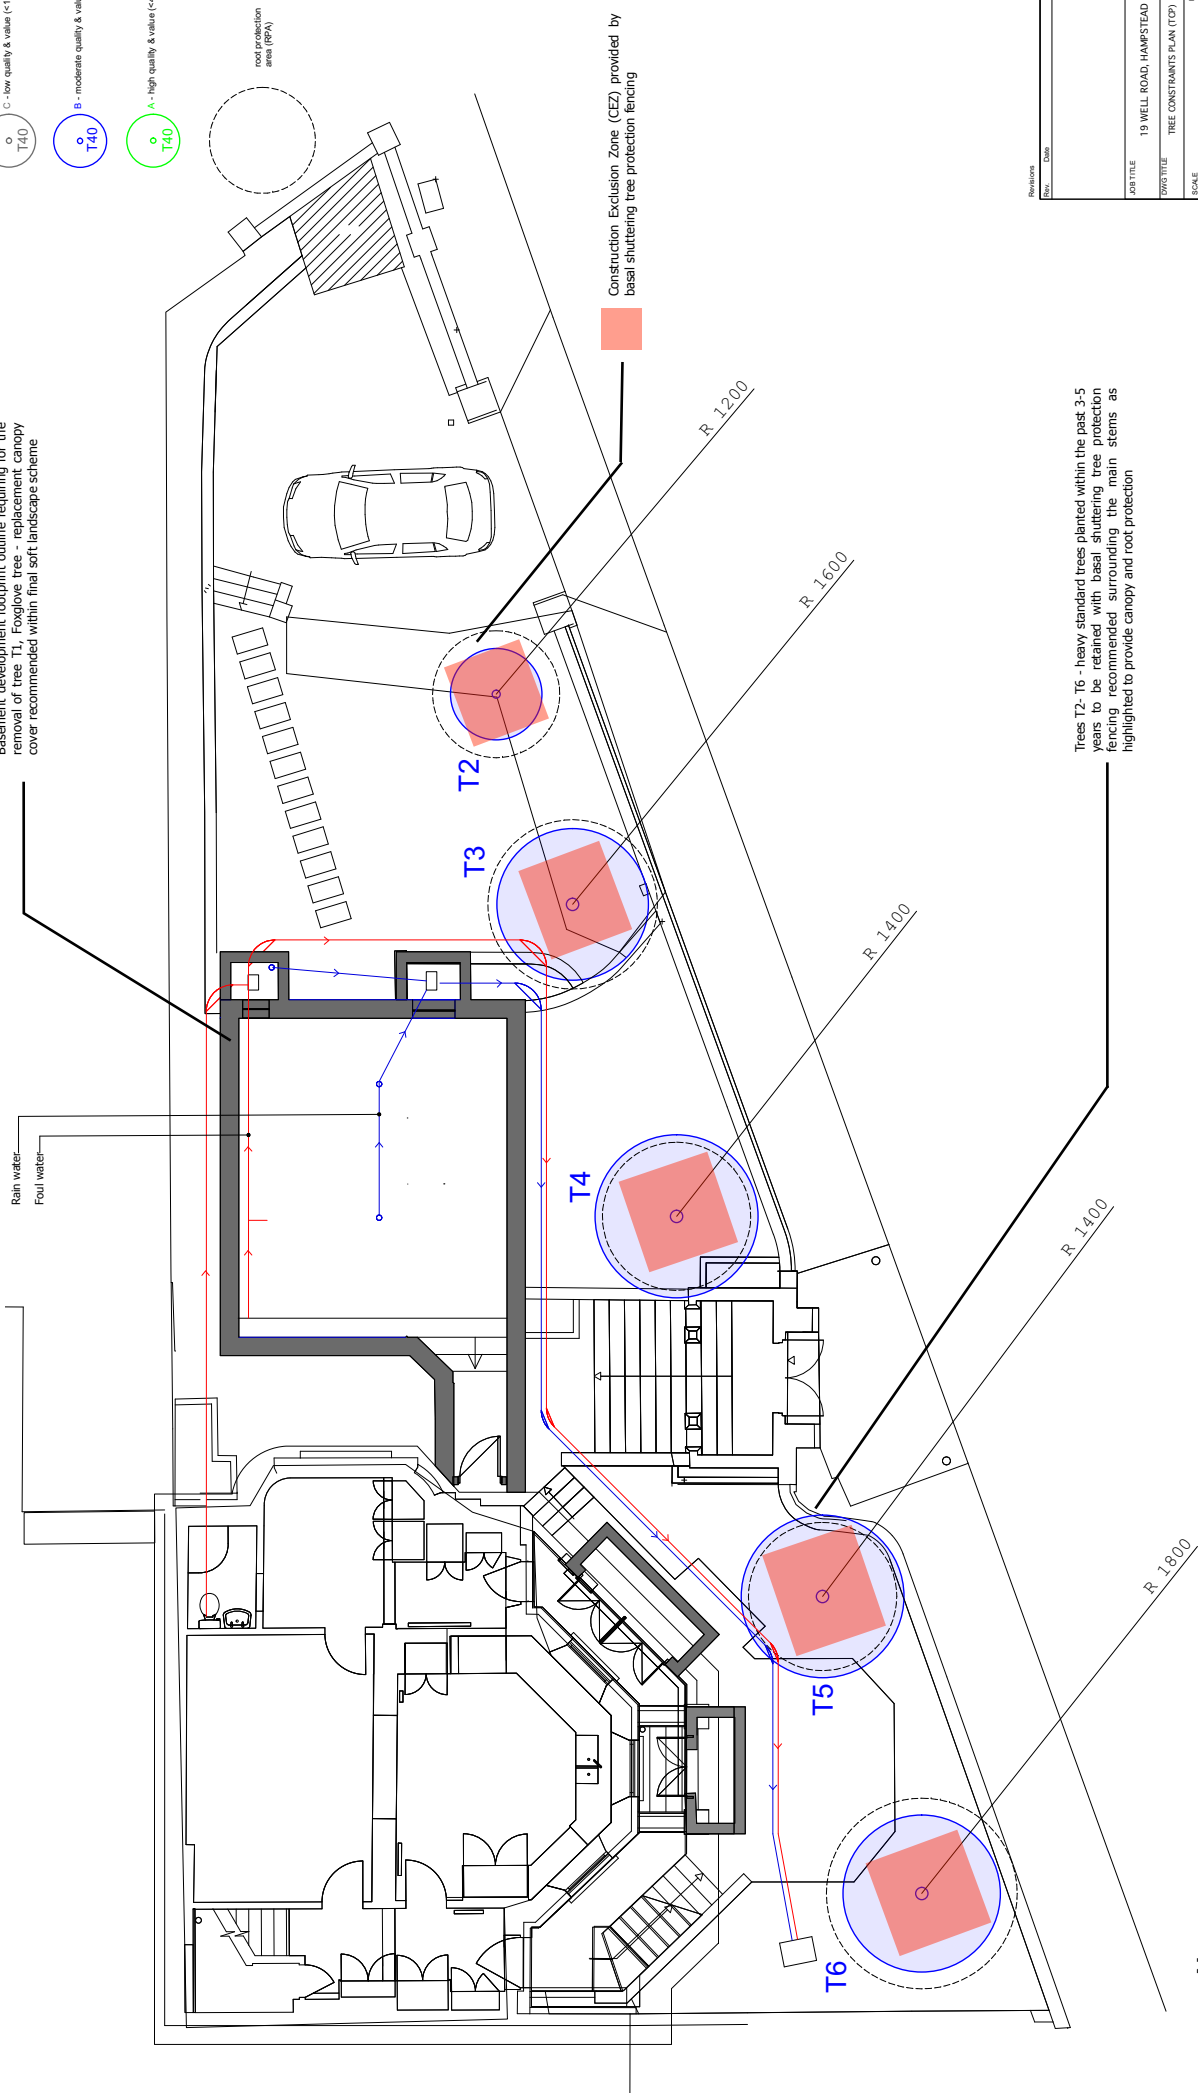 C - low quality & value (<1
T40
B - moderate quality & valu
T40
A - high quality & value (<4
T40
root protection
area (RPA)
Basement development footprint outline requiring for the
removal of tree T1, Foxglove tree - replacement canopy
cover recommended within final soft landscape scheme
Construction Exclusion Zone (CEZ) provided by
basal shuttering tree protection fencing
Rain water
Foul water
R 1200
R 1600
R 1400
R 1400
R 1800
T2
T3
T4
T5
T6
Trees T2- T6 - heavy standard trees planted within the past 3-5
years to be retained with basal shuttering tree protection
fencing recommended surrounding the main stems as
highlighted to provide canopy and root protection
Revisions
Rev. Date
JOB TITLE
19 WELL ROAD, HAMPSTEAD
DWG TITLE
TREE CONSTRAINTS PLAN (TCP)
SCALE